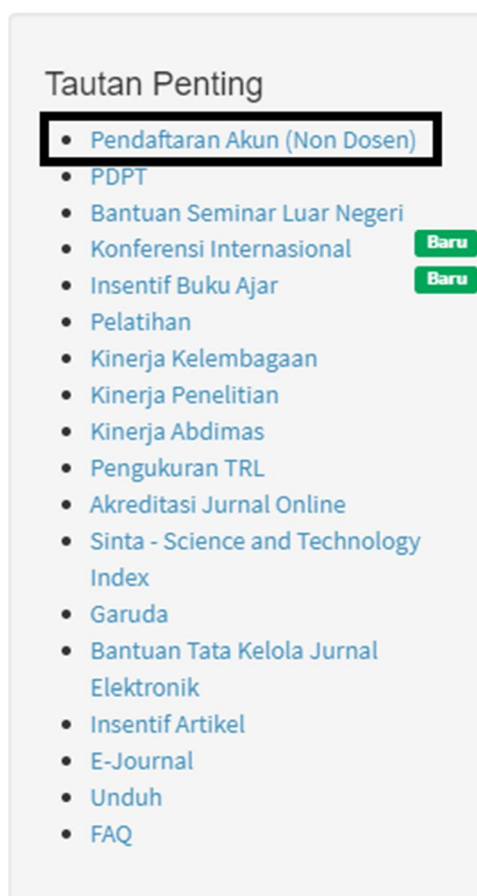 Tautan Penting
Pendaftaran Akun (Non Dosen)
PDPT
Bantuan Seminar Luar Negeri
Konferensi Internasional Baru
Insentif Buku Ajar Baru
Pelatihan
Kinerja Kelembagaan
Kinerja Penelitian
Kinerja Abdimas
Pengukuran TRL
Akreditasi Jurnal Online
Sinta - Science and Technology
Index
Garuda
Bantuan Tata Kelola Jurnal
Elektronik
Insentif Artikel
E-Journal
Unduh
FAQ